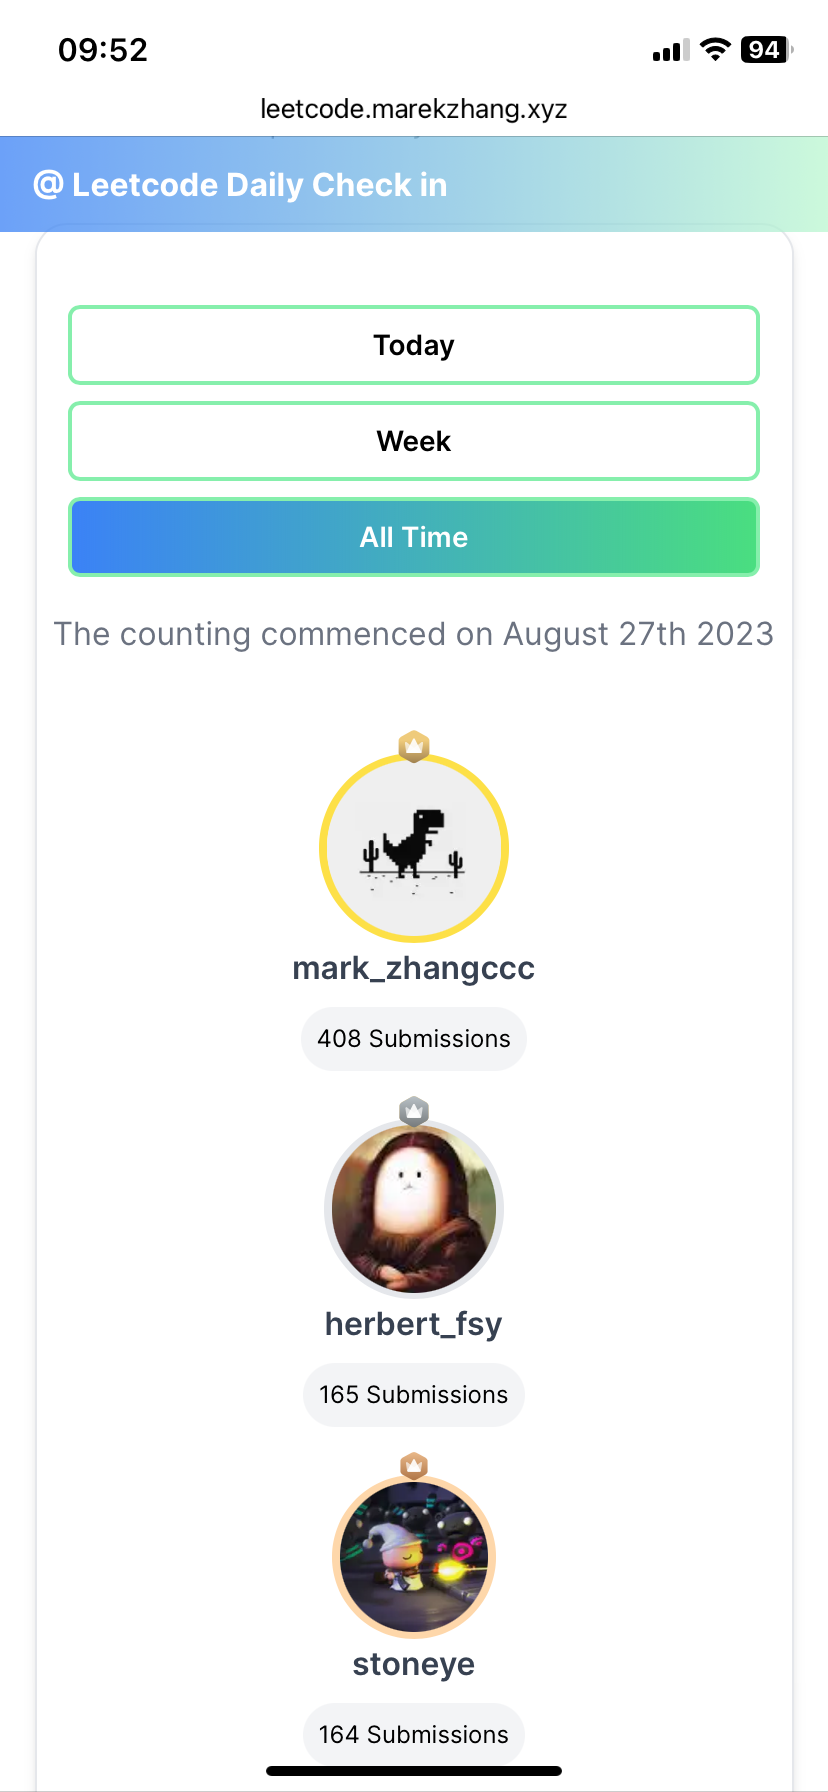 09:52
94
leetcode.marekzhang.xyz
@ Leetcode Daily Check in
Today
Week
All Time
The counting commenced on August 27th 2023
mark_zhangccc
408 Submissions
herbert_fsy
165 Submissions
stoneye
164 Submissions